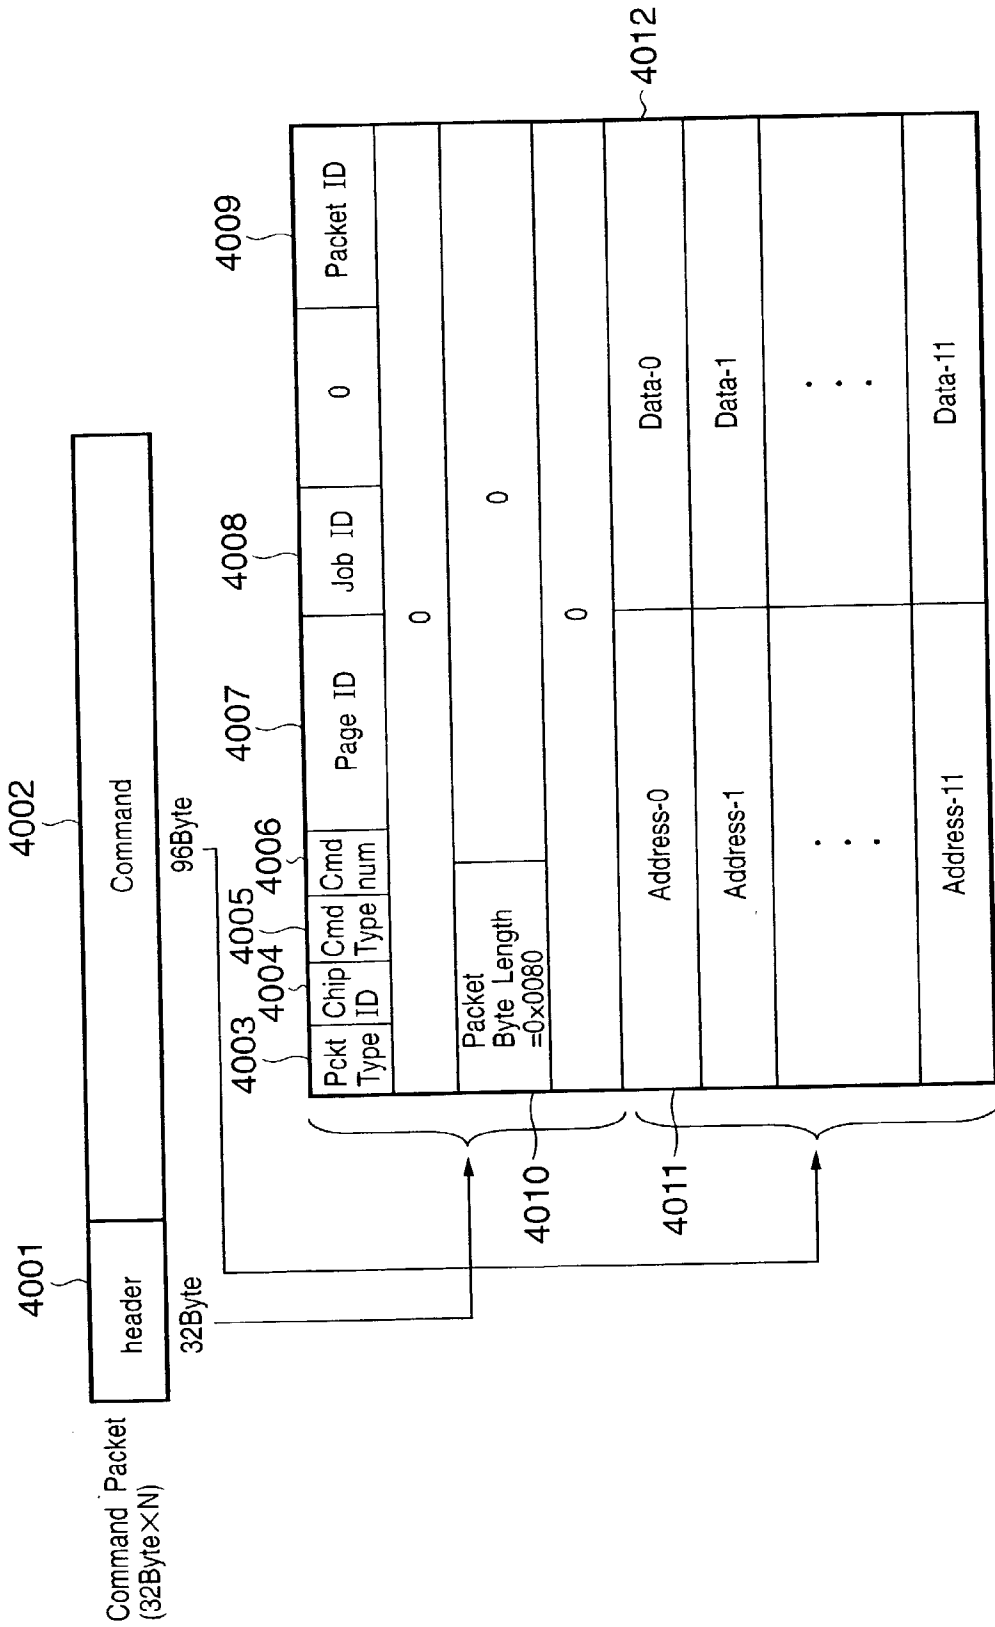 Command Packet
(32Byte×N)
4001
4002
header
Command
32Byte
96Byte
4003
4004
4005
4006
4007
4008
4009
Pckt
Type
Chip
ID
Cmd
Type
Cmd
num
Page ID
Job ID
0
Packet ID
0
Packet
Byte Length
=0x0080
0
0
4010
4011
4012
Address-0
Data-0
Address-1
Data-1
Address-11
Data-11